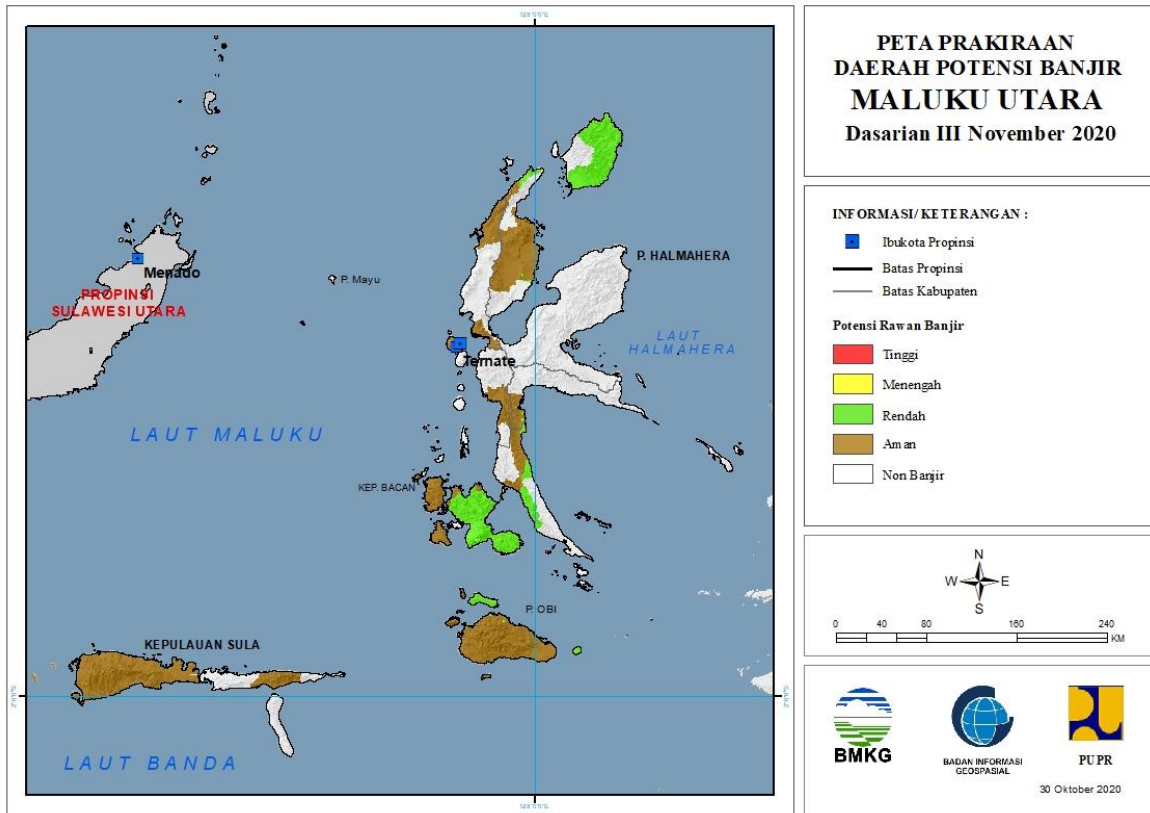 PETA PRAKIRAAN
DAERAH POTENSI BANJIR
MALUKU UTARA
Dasarian III November 2020
INFORMASI/ KETERANGAN :
Ibukota Propinsi
Batas Propinsi
Batas Kabupaten
Potensi Rawan Banjir
Tinggi
Menengah
Rendah
Aman
Non Banjir
N
W
E
S
0
40
80
160
240
KM
BMKG
BADAN INFORMASI
GEOSPASIAL
PUPR
30 Oktober 2020
Menado
PROPINSI
SULAWESI UTARA
P. Mayu
P. HALMAHERA
LAUT
HALMAHERA
Ternate
LAUT MALUKU
KEP. BACAN
P. OBI
KEPULAUAN SULA
LAUT BANDA